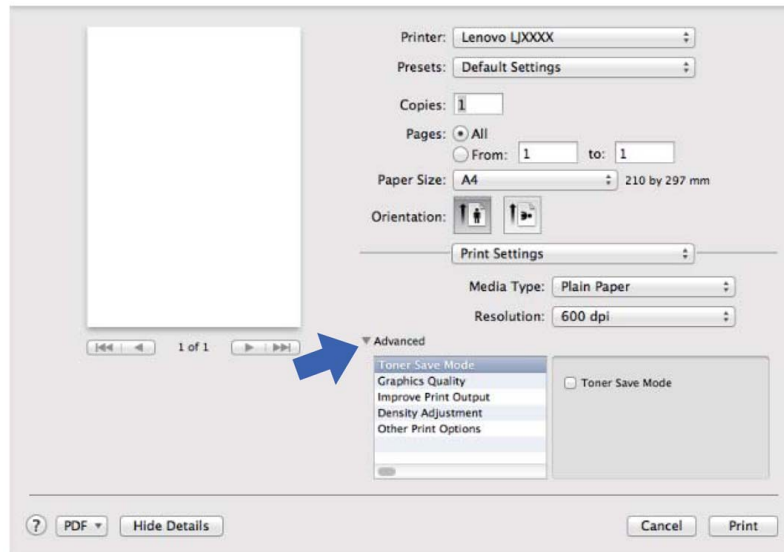 Printer: Lenovo LJXXXX
Presets: Default Settings
Copies: 1
Pages: All
From: 1 to: 1
Paper Size: A4 210 by 297 mm
Orientation:
Print Settings
Media Type: Plain Paper
Resolution: 600 dpi
1 of 1
Advanced
Toner Save Mode
Graphics Quality
Improve Print Output
Density Adjustment
Other Print Options
Toner Save Mode
? PDF Hide Details Cancel Print